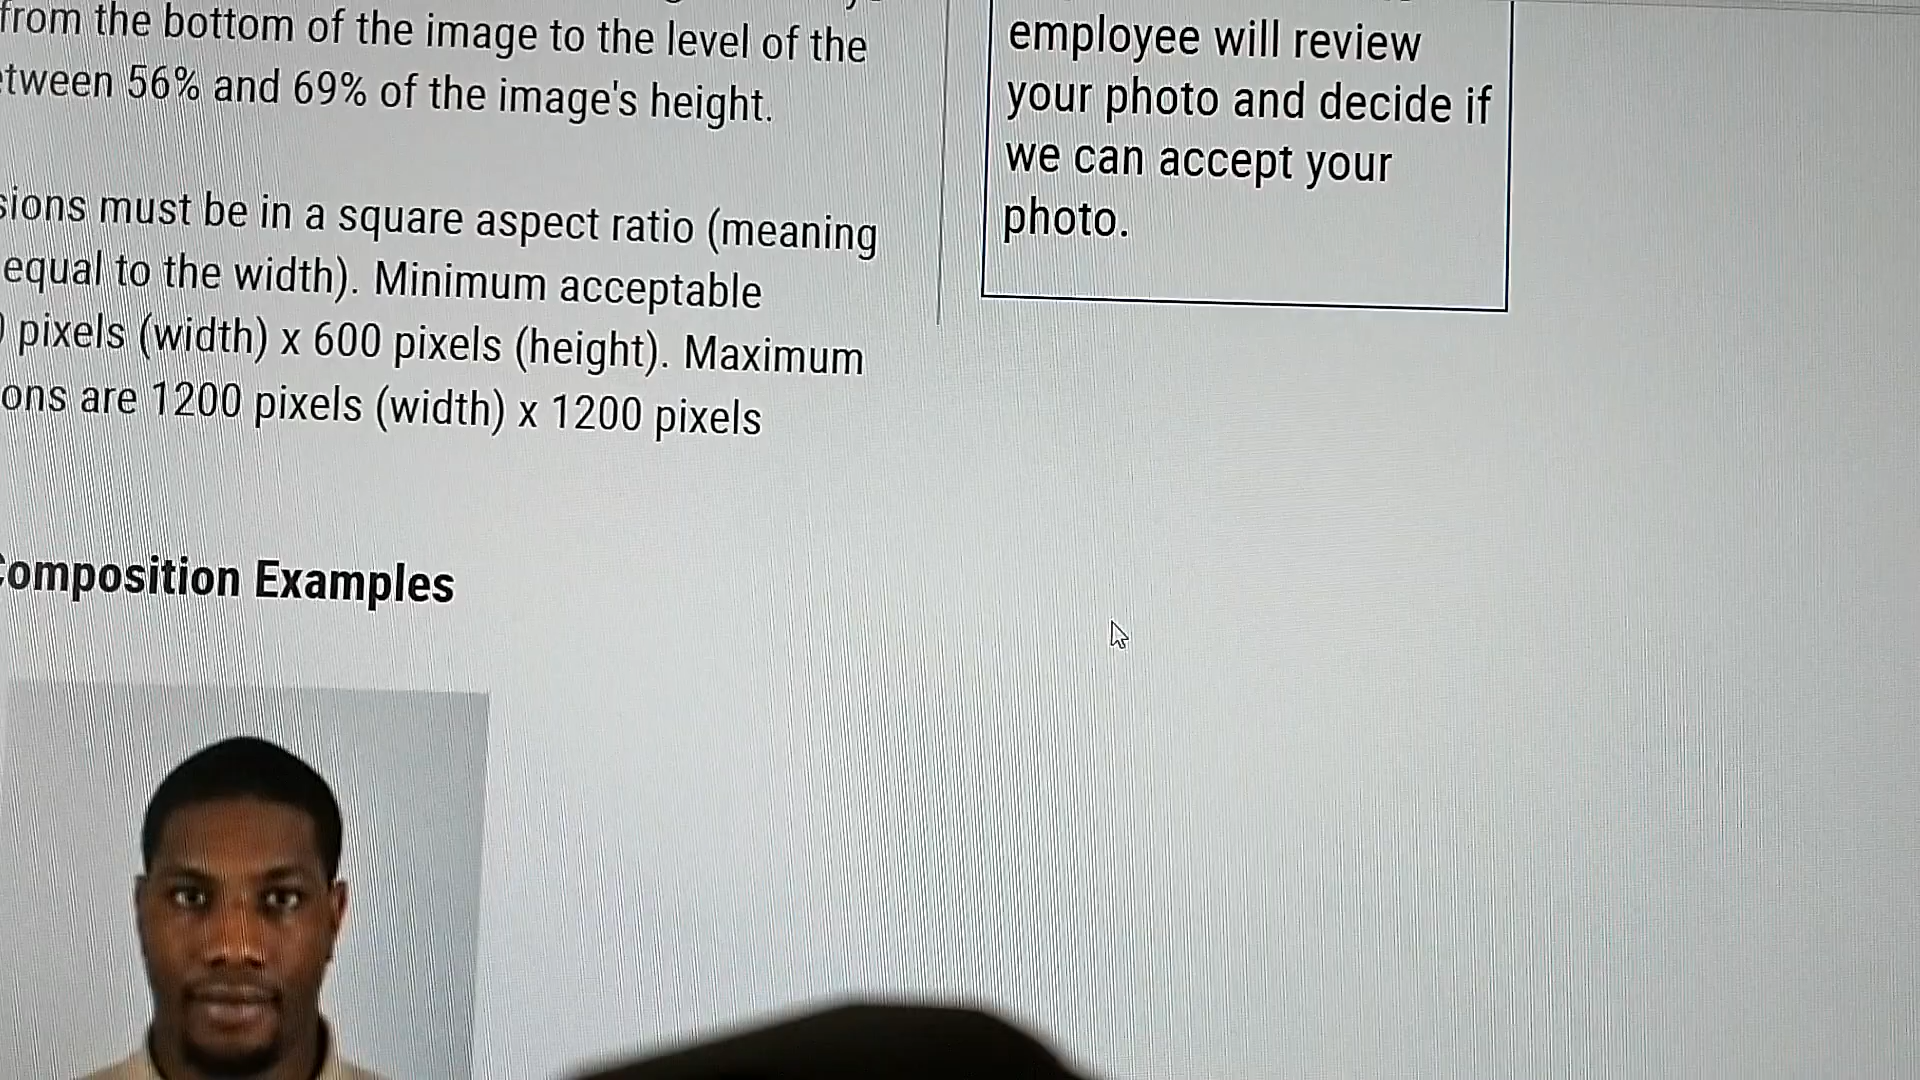 from the bottom of the image to the level of the
tween 56% and 69% of the image's height.
sions must be in a square aspect ratio (meaning
equal to the width). Minimum acceptable
pixels (width) x 600 pixels (height). Maximum
ons are 1200 pixels (width) x 1200 pixels
Composition Examples
employee will review
your photo and decide if
we can accept your
photo.